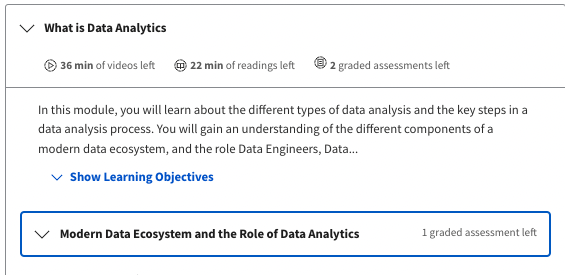 What is Data Analytics
36 min of videos left 22 min of readings left 2 graded assessments left
In this module, you will learn about the different types of data analysis and the key steps in a
data analysis process. You will gain an understanding of the different components of a
modern data ecosystem, and the role Data Engineers, Data...
Show Learning Objectives
Modern Data Ecosystem and the Role of Data Analytics 1 graded assessment left